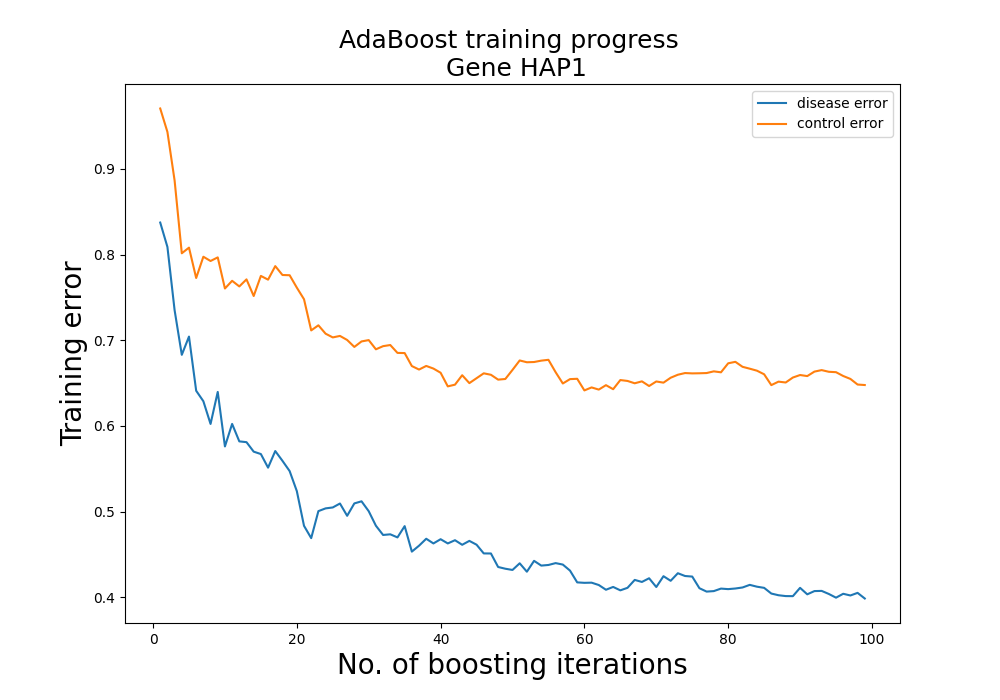 AdaBoost training progress
Gene HAP1
disease error
control error
Training error
0.9
0.8
0.7
0.6
0.5
0.4
0 20 40 60 80 100
No. of boosting iterations